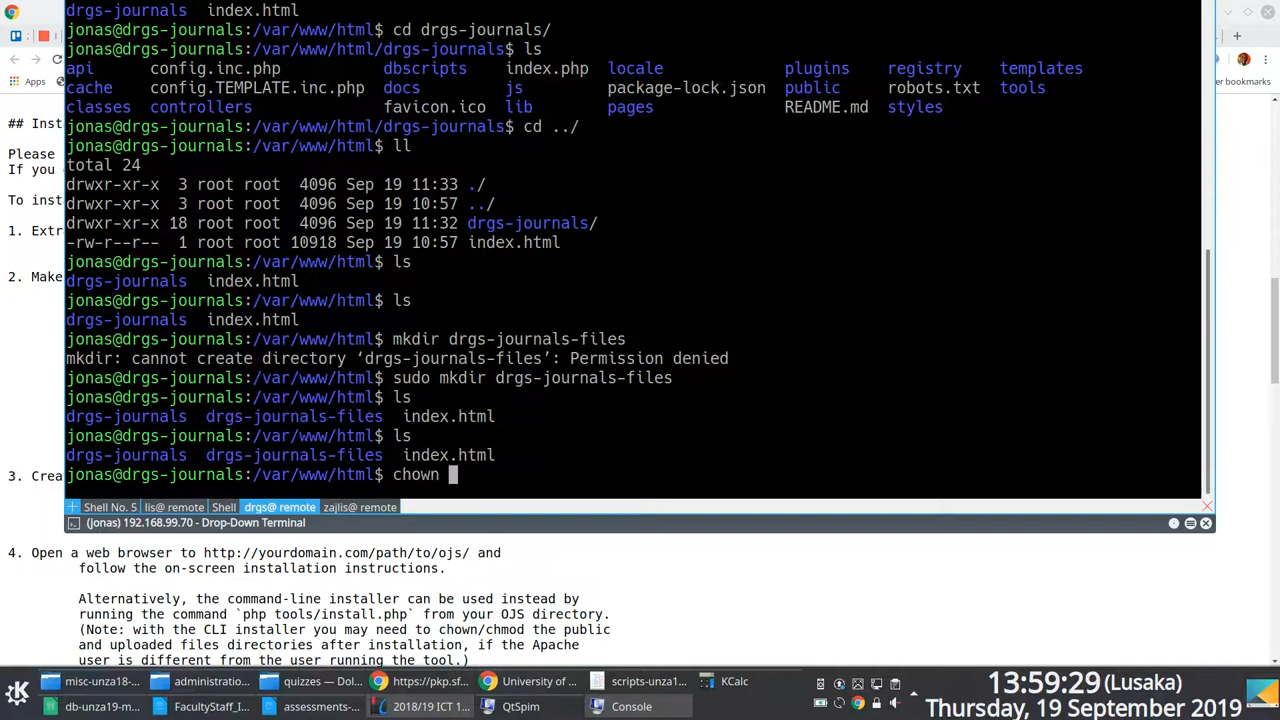 drgs-journals  index.html
jonas@drgs-journals:/var/www/html$ cd drgs-journals/
jonas@drgs-journals:/var/www/html/drgs-journals$ ls
api       config.inc.php           dbscripts    index.php  locale             plugins    registry    templates
cache     config.TEMPLATE.inc.php  docs         js         package-lock.json  public     robots.txt  tools
classes   controllers              favicon.ico  lib        pages              README.md  styles
jonas@drgs-journals:/var/www/html/drgs-journals$ cd ../
jonas@drgs-journals:/var/www/html$ ll
total 24
drwxr-xr-x  3 root root  4096 Sep 19 11:33 ./
drwxr-xr-x  3 root root  4096 Sep 19 10:57 ../
drwxr-xr-x 18 root root  4096 Sep 19 11:32 drgs-journals/
-rw-r--r--  1 root root 10918 Sep 19 10:57 index.html
jonas@drgs-journals:/var/www/html$ ls
drgs-journals  index.html
jonas@drgs-journals:/var/www/html$ ls
drgs-journals  index.html
jonas@drgs-journals:/var/www/html$ mkdir drgs-journals-files
mkdir: cannot create directory ‘drgs-journals-files’: Permission denied
jonas@drgs-journals:/var/www/html$ sudo mkdir drgs-journals-files
jonas@drgs-journals:/var/www/html$ ls
drgs-journals  drgs-journals-files  index.html
jonas@drgs-journals:/var/www/html$ ls
drgs-journals  drgs-journals-files  index.html
jonas@drgs-journals:/var/www/html$ chown
Shell No. 5  lis@ remote  Shell  drgs@ remote  zajlis@ remote
(jonas) 192.168.99.70 - Drop-Down Terminal
Apps
er bookmarks
## Inst
Please
If you
To inst
1. Extr
2. Make
3. Crea
4. Open a web browser to http://yourdomain.com/path/to/ojs/ and
follow the on-screen installation instructions.
Alternatively, the command-line installer can be used instead by
running the command `php tools/install.php` from your OJS directory.
(Note: with the CLI installer you may need to chown/chmod the public
and uploaded files directories after installation, if the Apache
user is different from the user running the tool.)
misc-unza18-...  administratio...  quizzes — Dol...  https://pkp.sf...  University of ...  scripts-unza1...  KCalc
db-unza19-m...  FacultyStaff_I...  assessments-...  2018/19 ICT 1...  QtSpim  Console
13:59:29 (Lusaka)
Thursday, 19 September 2019